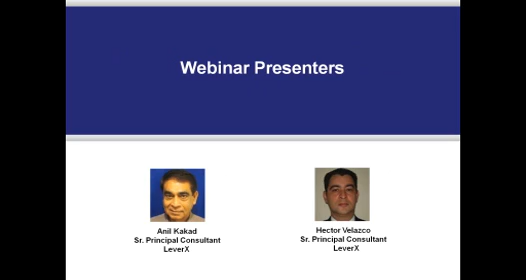 Webinar Presenters
Anil Kakad
Sr. Principal Consultant
LeverX
Hector Velazco
Sr. Principal Consultant
LeverX